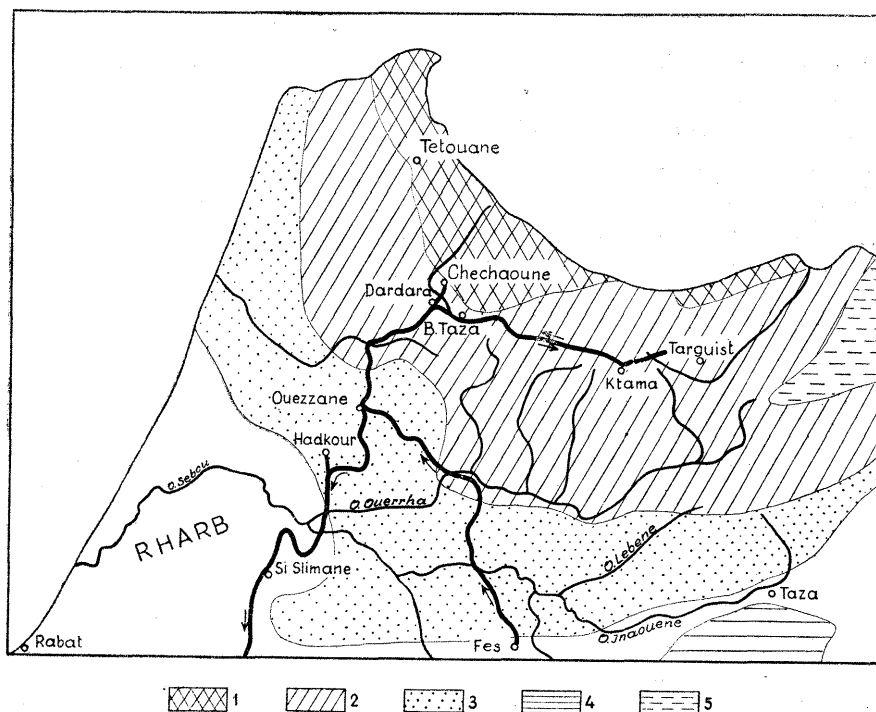 Tetouane
Chechaoune
Dardara
B. Taza
Targuist
Ktama
Ouezzane
Hadkour
O. Sebou
O. Ouerrha
RHARB
O. Lebene
Si Slimane
Taza
O. Inaouene
Rabat
Fes
1 2 3 4 5